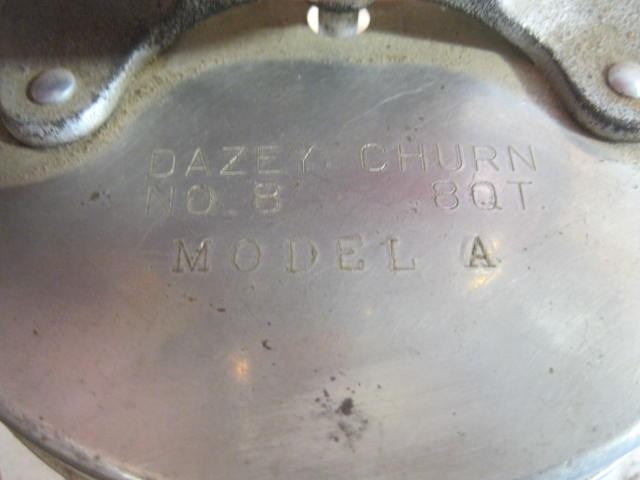 DAZEY CHURN
NO. 8 8QT.
MODEL A